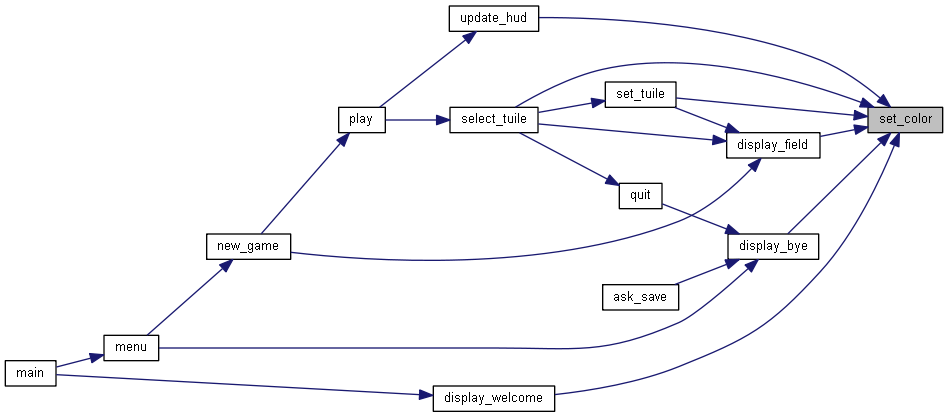 update_hud
set_tuile
play
select_tuile
set_color
display_field
quit
new_game
display_bye
ask_save
menu
main
display_welcome